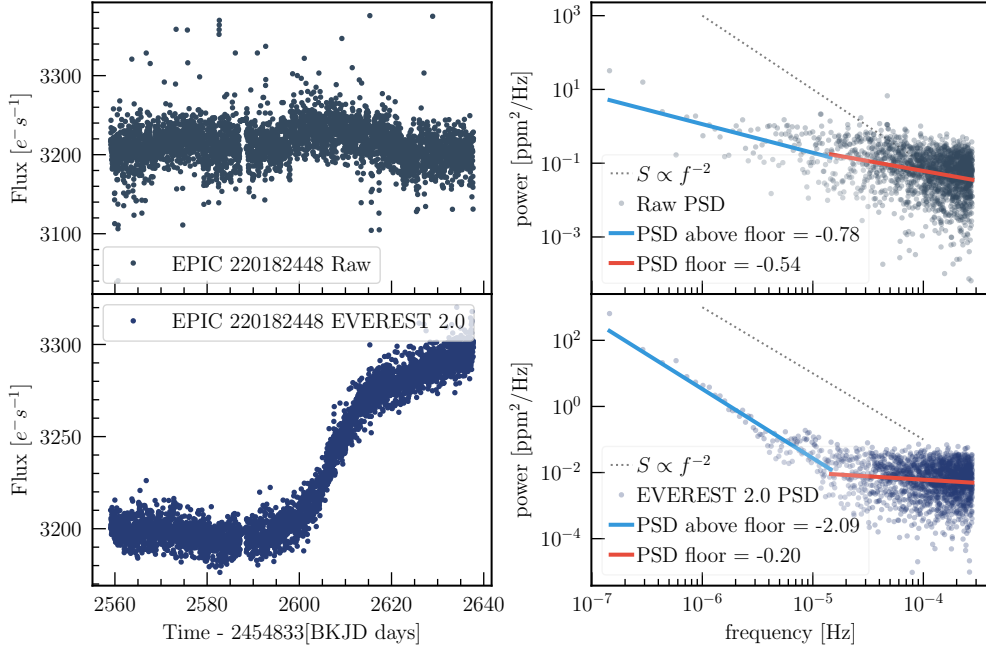 Flux [e⁻s⁻¹]
3300
3200
3100
EPIC 220182448 Raw
power [ppm²/Hz]
10³
10¹
10⁻¹
10⁻³
S ∝ f⁻²
Raw PSD
PSD above floor = -0.78
PSD floor = -0.54
Flux [e⁻s⁻¹]
3300
3250
3200
EPIC 220182448 EVEREST 2.0
2560
2580
2600
2620
2640
Time - 2454833[BKJD days]
power [ppm²/Hz]
10²
10⁰
10⁻²
10⁻⁴
S ∝ f⁻²
EVEREST 2.0 PSD
PSD above floor = -2.09
PSD floor = -0.20
10⁻⁷
10⁻⁶
10⁻⁵
10⁻⁴
frequency [Hz]